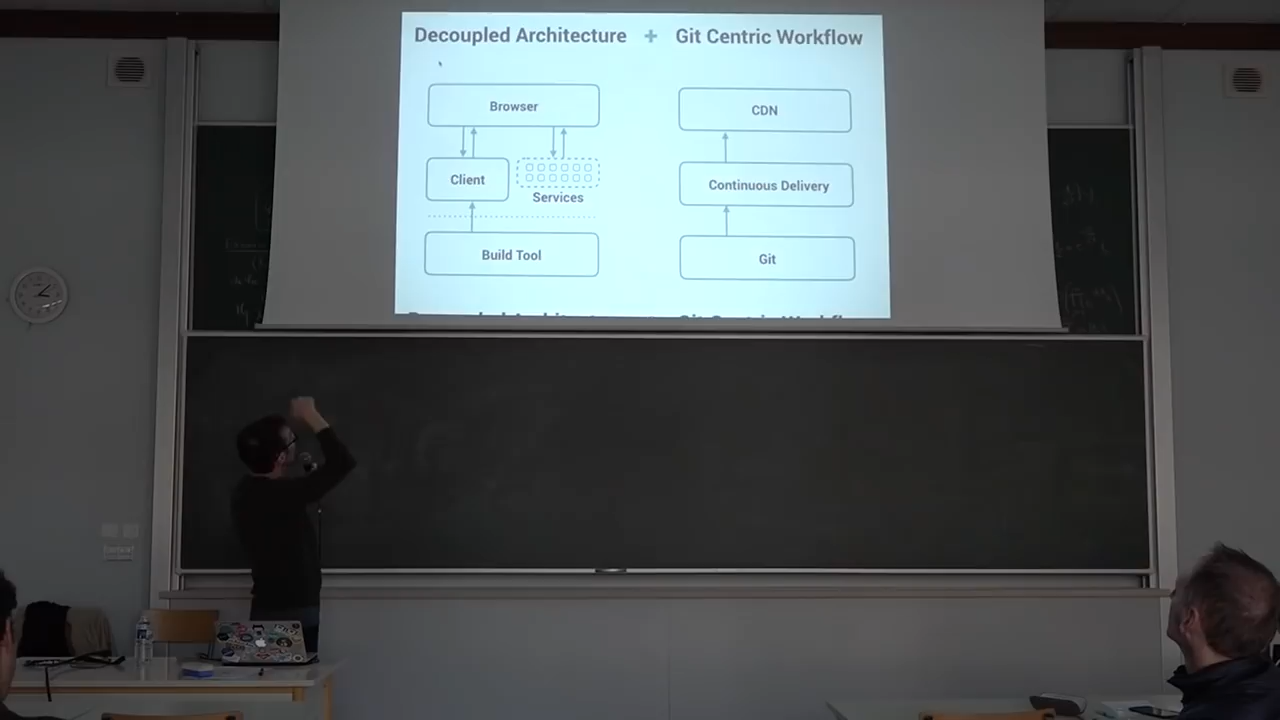 Decoupled Architecture + Git Centric Workflow
Browser
Client
Services
Build Tool
CDN
Continuous Delivery
Git